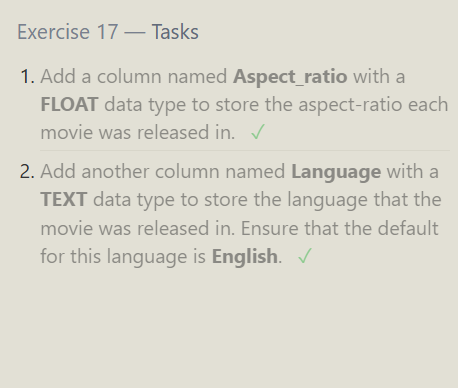 Exercise 17 — Tasks
1. Add a column named Aspect_ratio with a
FLOAT data type to store the aspect-ratio each
movie was released in. ✓
2. Add another column named Language with a
TEXT data type to store the language that the
movie was released in. Ensure that the default
for this language is English. ✓